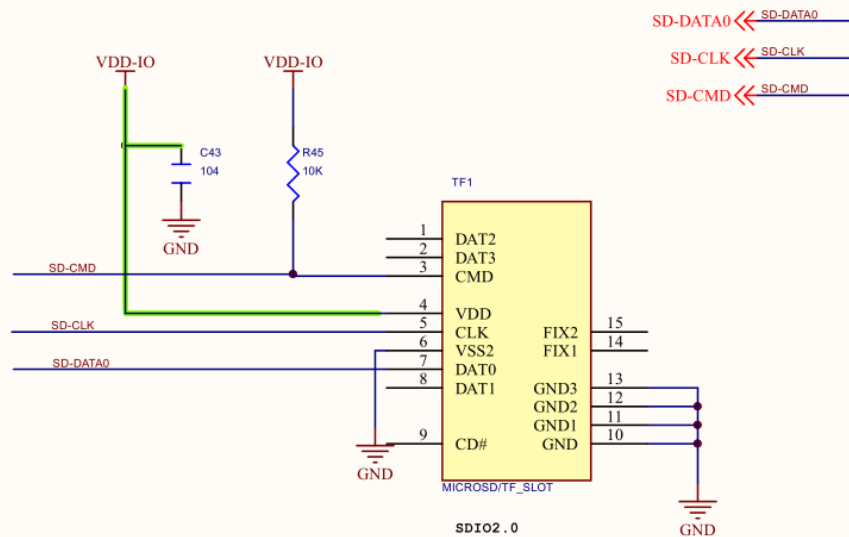 SD-DATA0 SD-DATA0
SD-CLK SD-CLK
SD-CMD SD-CMD
VDD-IO VDD-IO
C43
104
GND
R45
10K
TF1
1 DAT2
2 DAT3
SD-CMD 3 CMD
4 VDD
SD-CLK 5 CLK FIX2 15
6 VSS2 FIX1 14
SD-DATA0 7 DAT0
8 DAT1 GND3 13
GND2 12
GND1 11
9 CD# GND 10
GND
MICROSD/TF_SLOT
SDIO2.0
GND